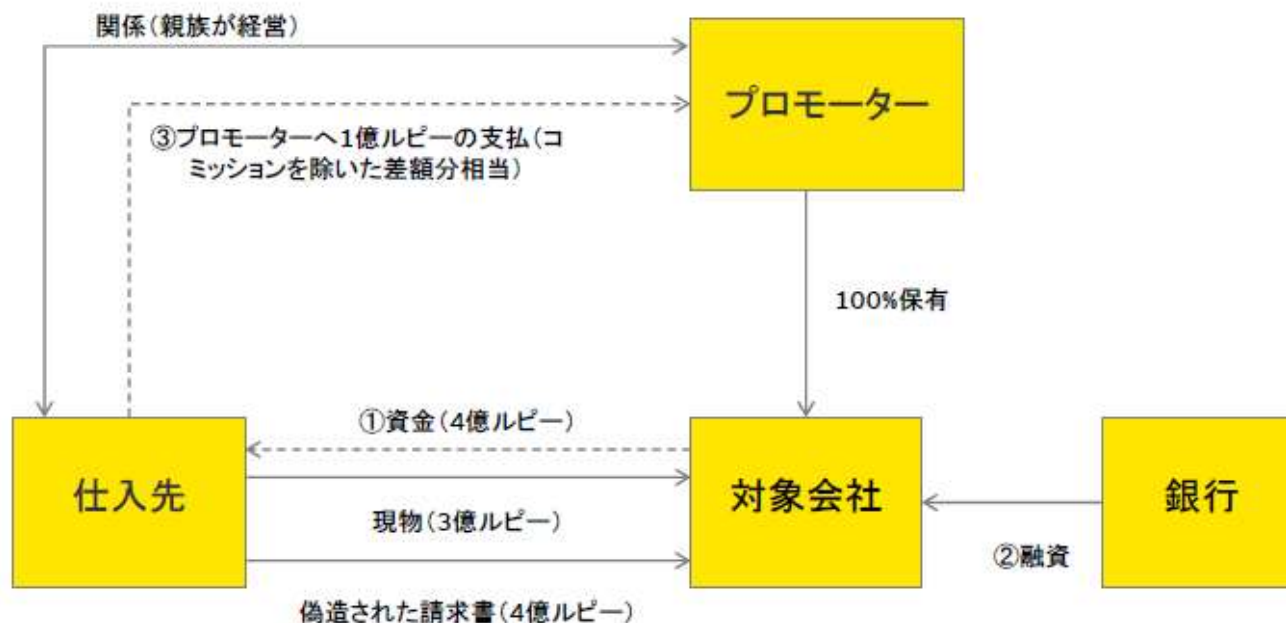 関係(親族が経営)
プロモーター
③プロモーターへ1億ルピーの支払(コ
ミッションを除いた差額分相当)
100%保有
①資金(4億ルピー)
仕入先
対象会社
銀行
現物(3億ルピー)
②融資
偽造された請求書(4億ルピー)